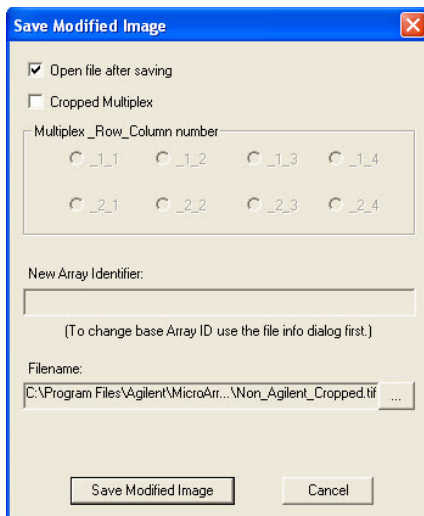 Save Modified Image
Open file after saving
Cropped Multiplex
Multiplex _Row_Column number
_1_1 _1_2 _1_3 _1_4
_2_1 _2_2 _2_3 _2_4
New Array Identifier:
(To change base Array ID use the file info dialog first.)
Filename:
C:\Program Files\Agilent\MicroArr...\Non_Agilent_Cropped.tif ...
Save Modified Image Cancel